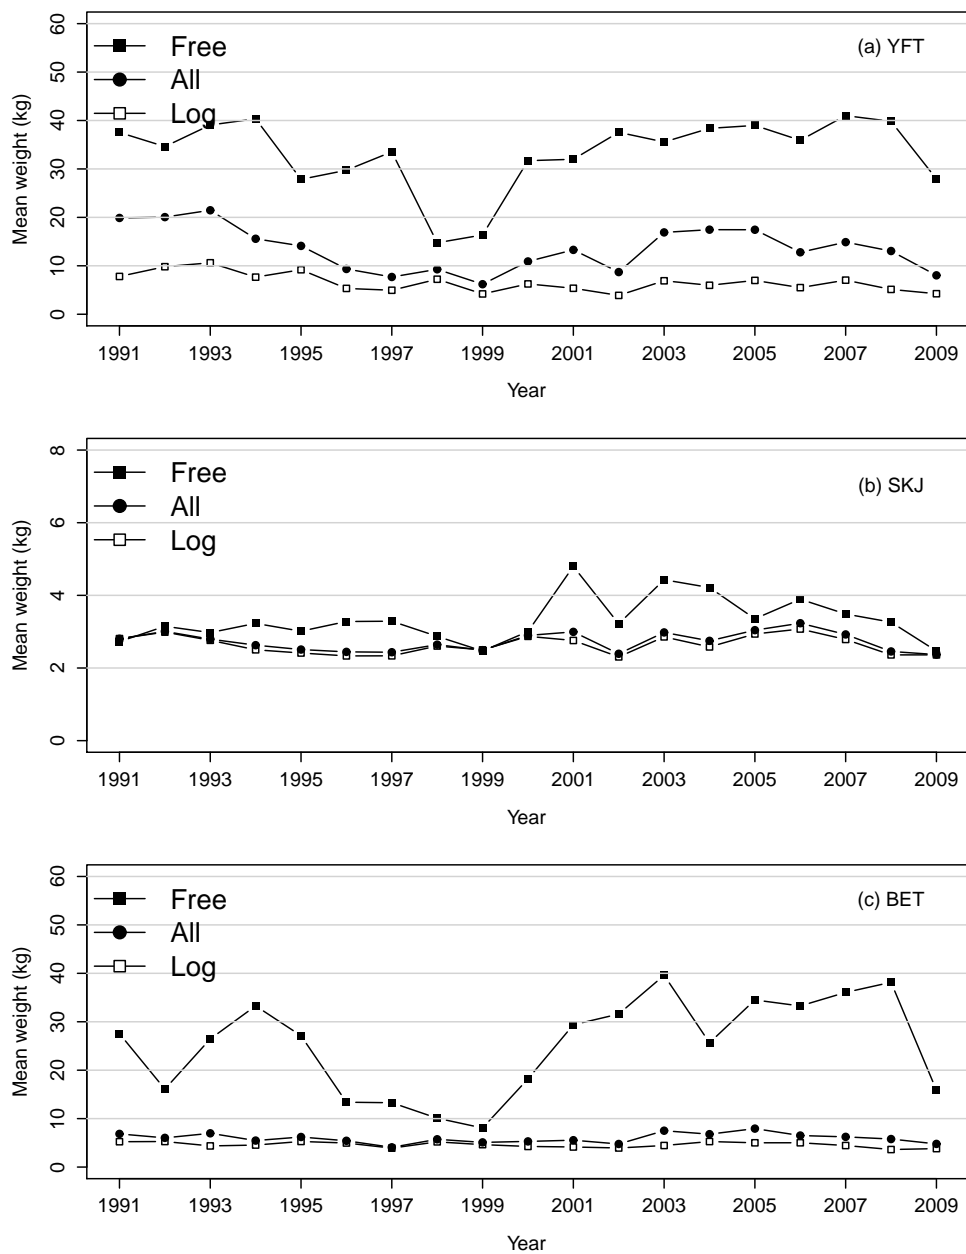 (a) YFT
Free
All
Log
Mean weight (kg)
60
50
40
30
20
10
0
1991 1993 1995 1997 1999 2001 2003 2005 2007 2009
Year
(b) SKJ
Free
All
Log
Mean weight (kg)
8
6
4
2
0
1991 1993 1995 1997 1999 2001 2003 2005 2007 2009
Year
(c) BET
Free
All
Log
Mean weight (kg)
60
50
40
30
20
10
0
1991 1993 1995 1997 1999 2001 2003 2005 2007 2009
Year